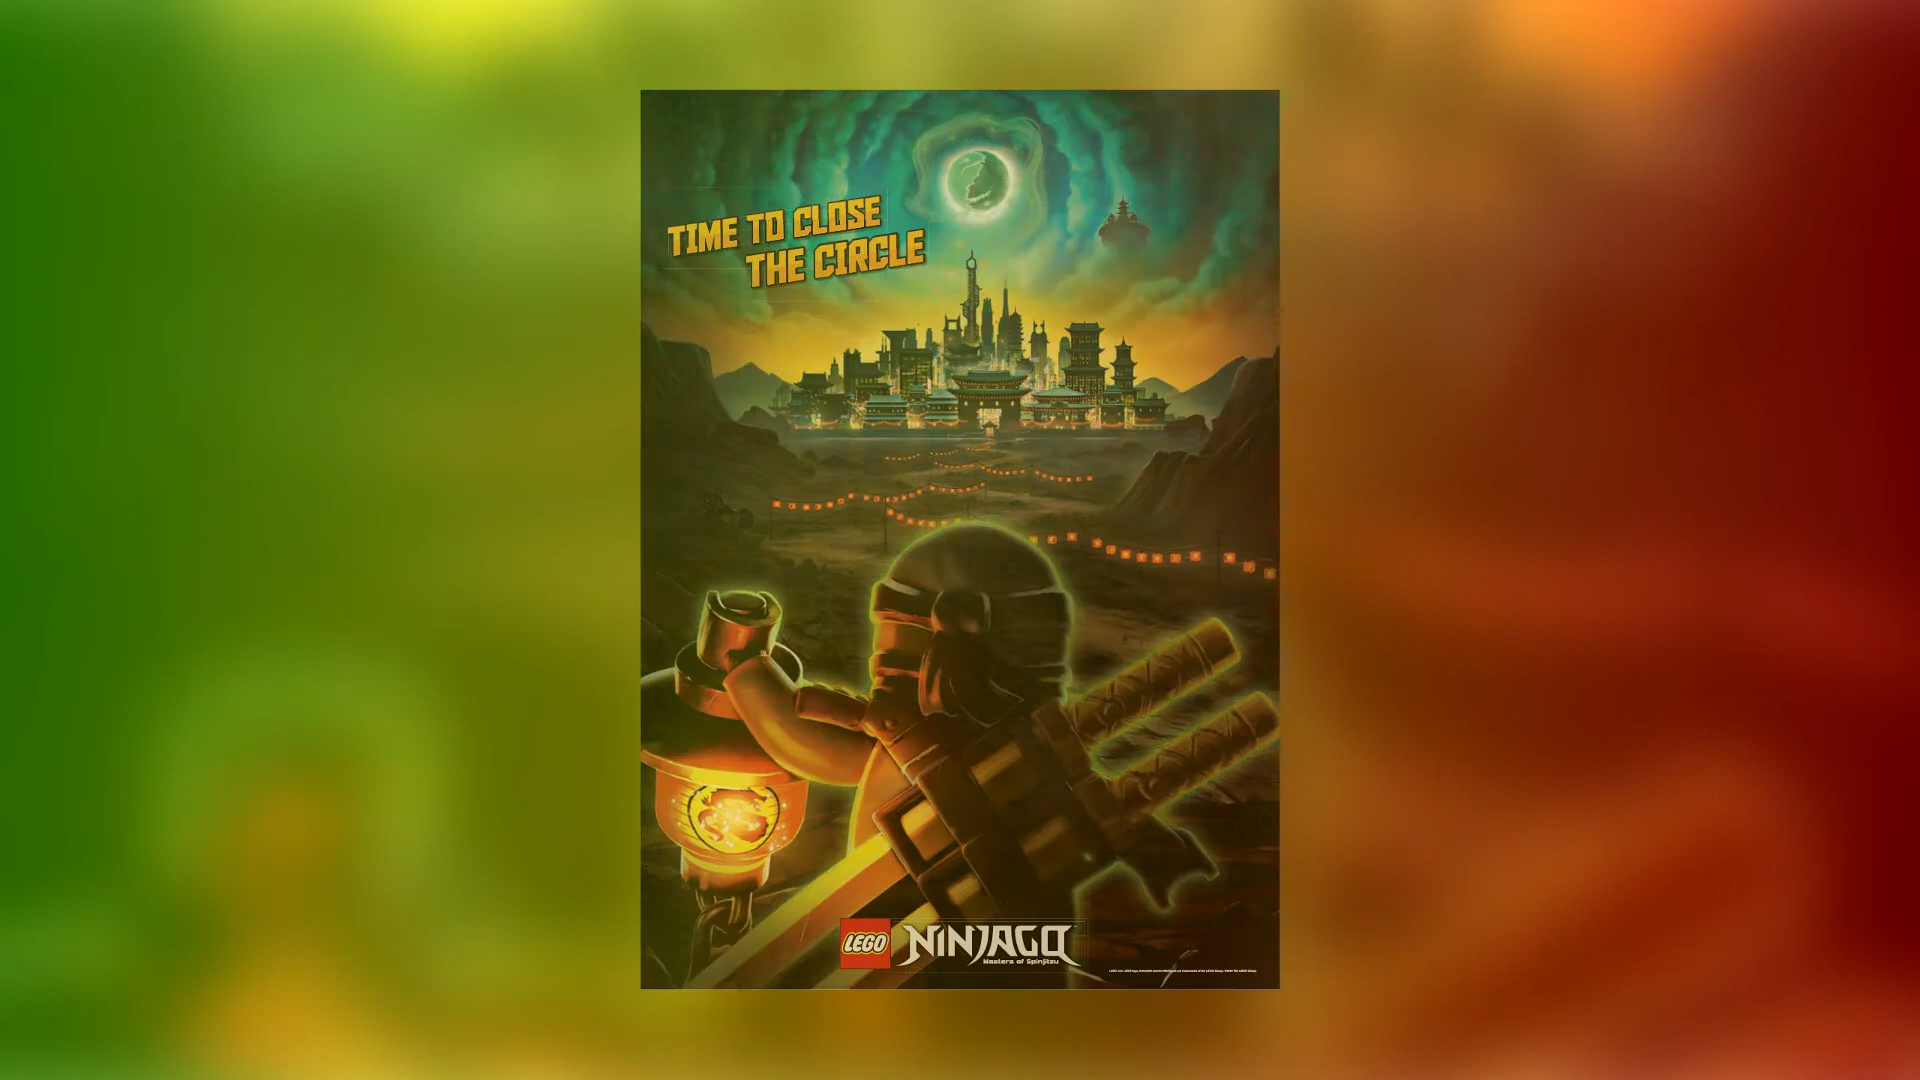 TIME TO CLOSE
THE CIRCLE
LEGO NINJAGO
Masters of Spinjitzu